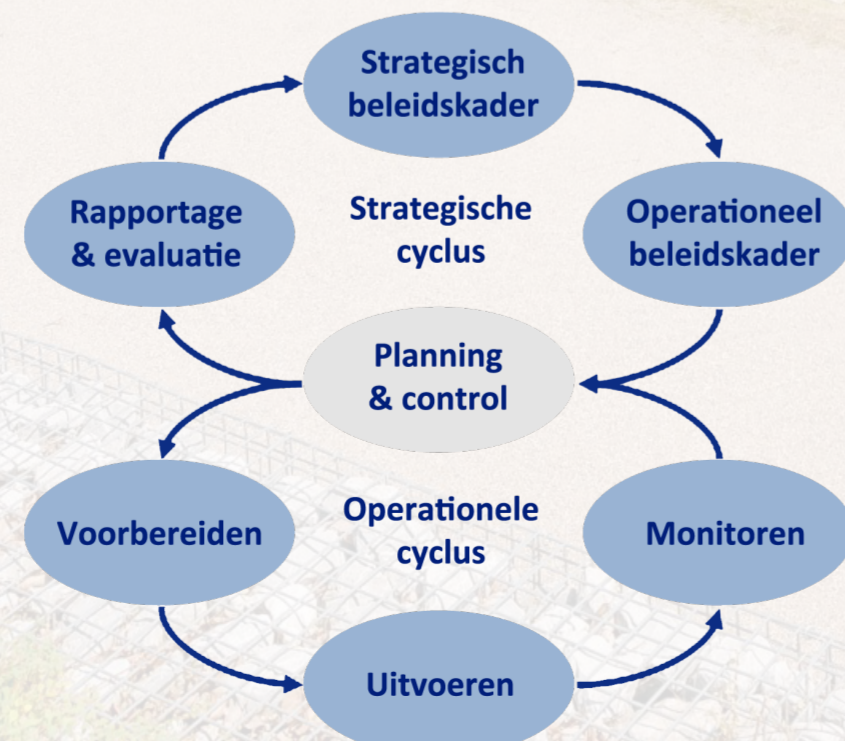 Strategisch
beleidskader
Rapportage
& evaluatie
Strategische
cyclus
Operationeel
beleidskader
Planning
& control
Voorbereiden
Operationele
cyclus
Monitoren
Uitvoeren